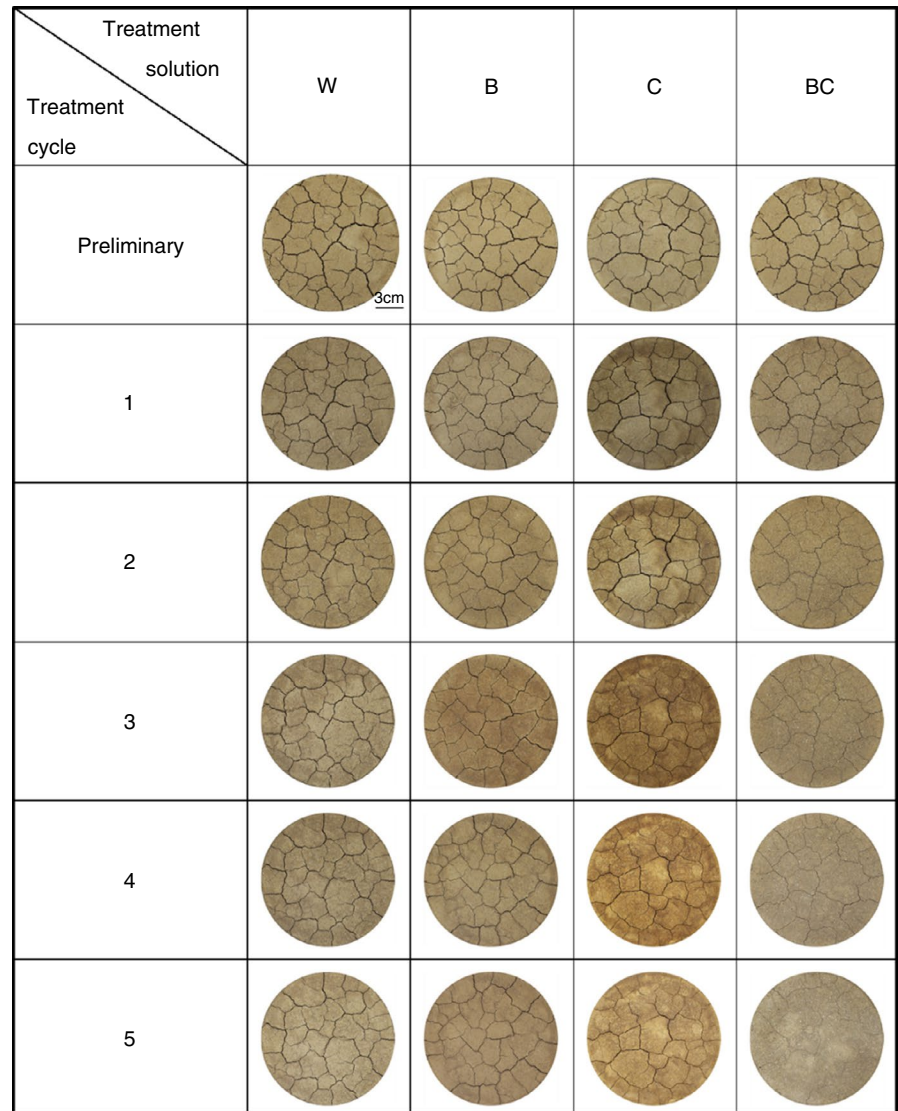 Treatment
solution
Treatment
cycle
W
B
C
BC
Preliminary
3cm
1
2
3
4
5